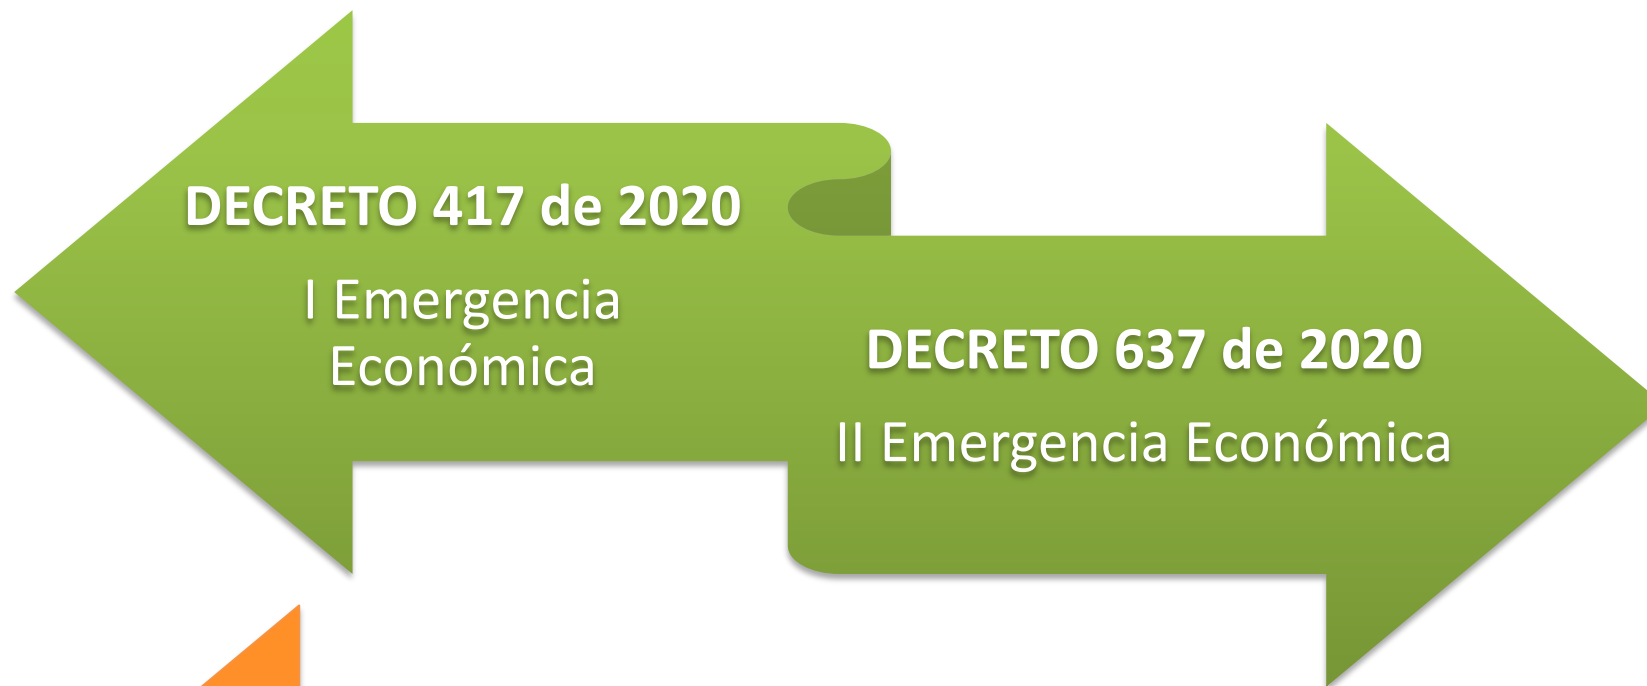 DECRETO 417 de 2020
I Emergencia
Económica
DECRETO 637 de 2020
II Emergencia Económica